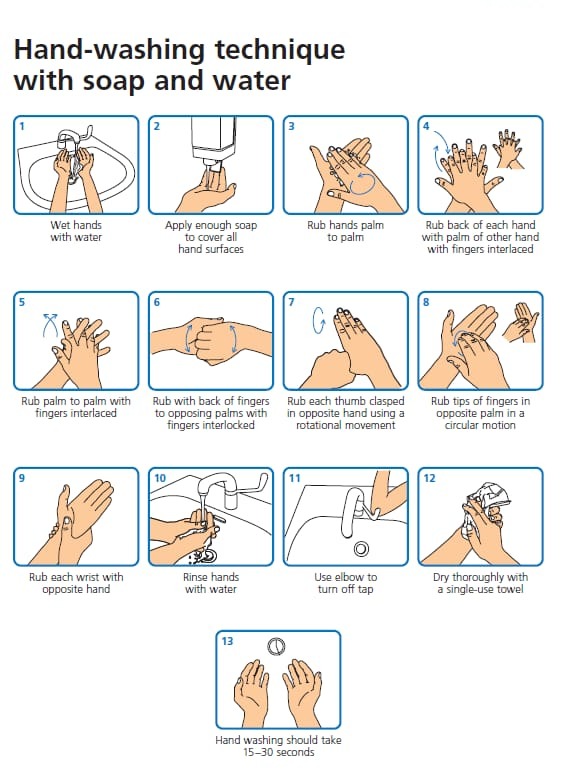 Hand-washing technique
with soap and water
1
Wet hands
with water
2
Apply enough soap
to cover all
hand surfaces
3
Rub hands palm
to palm
4
Rub back of each hand
with palm of other hand
with fingers interlaced
5
Rub palm to palm with
fingers interlaced
6
Rub with back of fingers
to opposing palms with
fingers interlocked
7
Rub each thumb clasped
in opposite hand using a
rotational movement
8
Rub tips of fingers in
opposite palm in a
circular motion
9
Rub each wrist with
opposite hand
10
Rinse hands
with water
11
Use elbow to
turn off tap
12
Dry thoroughly with
a single-use towel
13
Hand washing should take
15–30 seconds